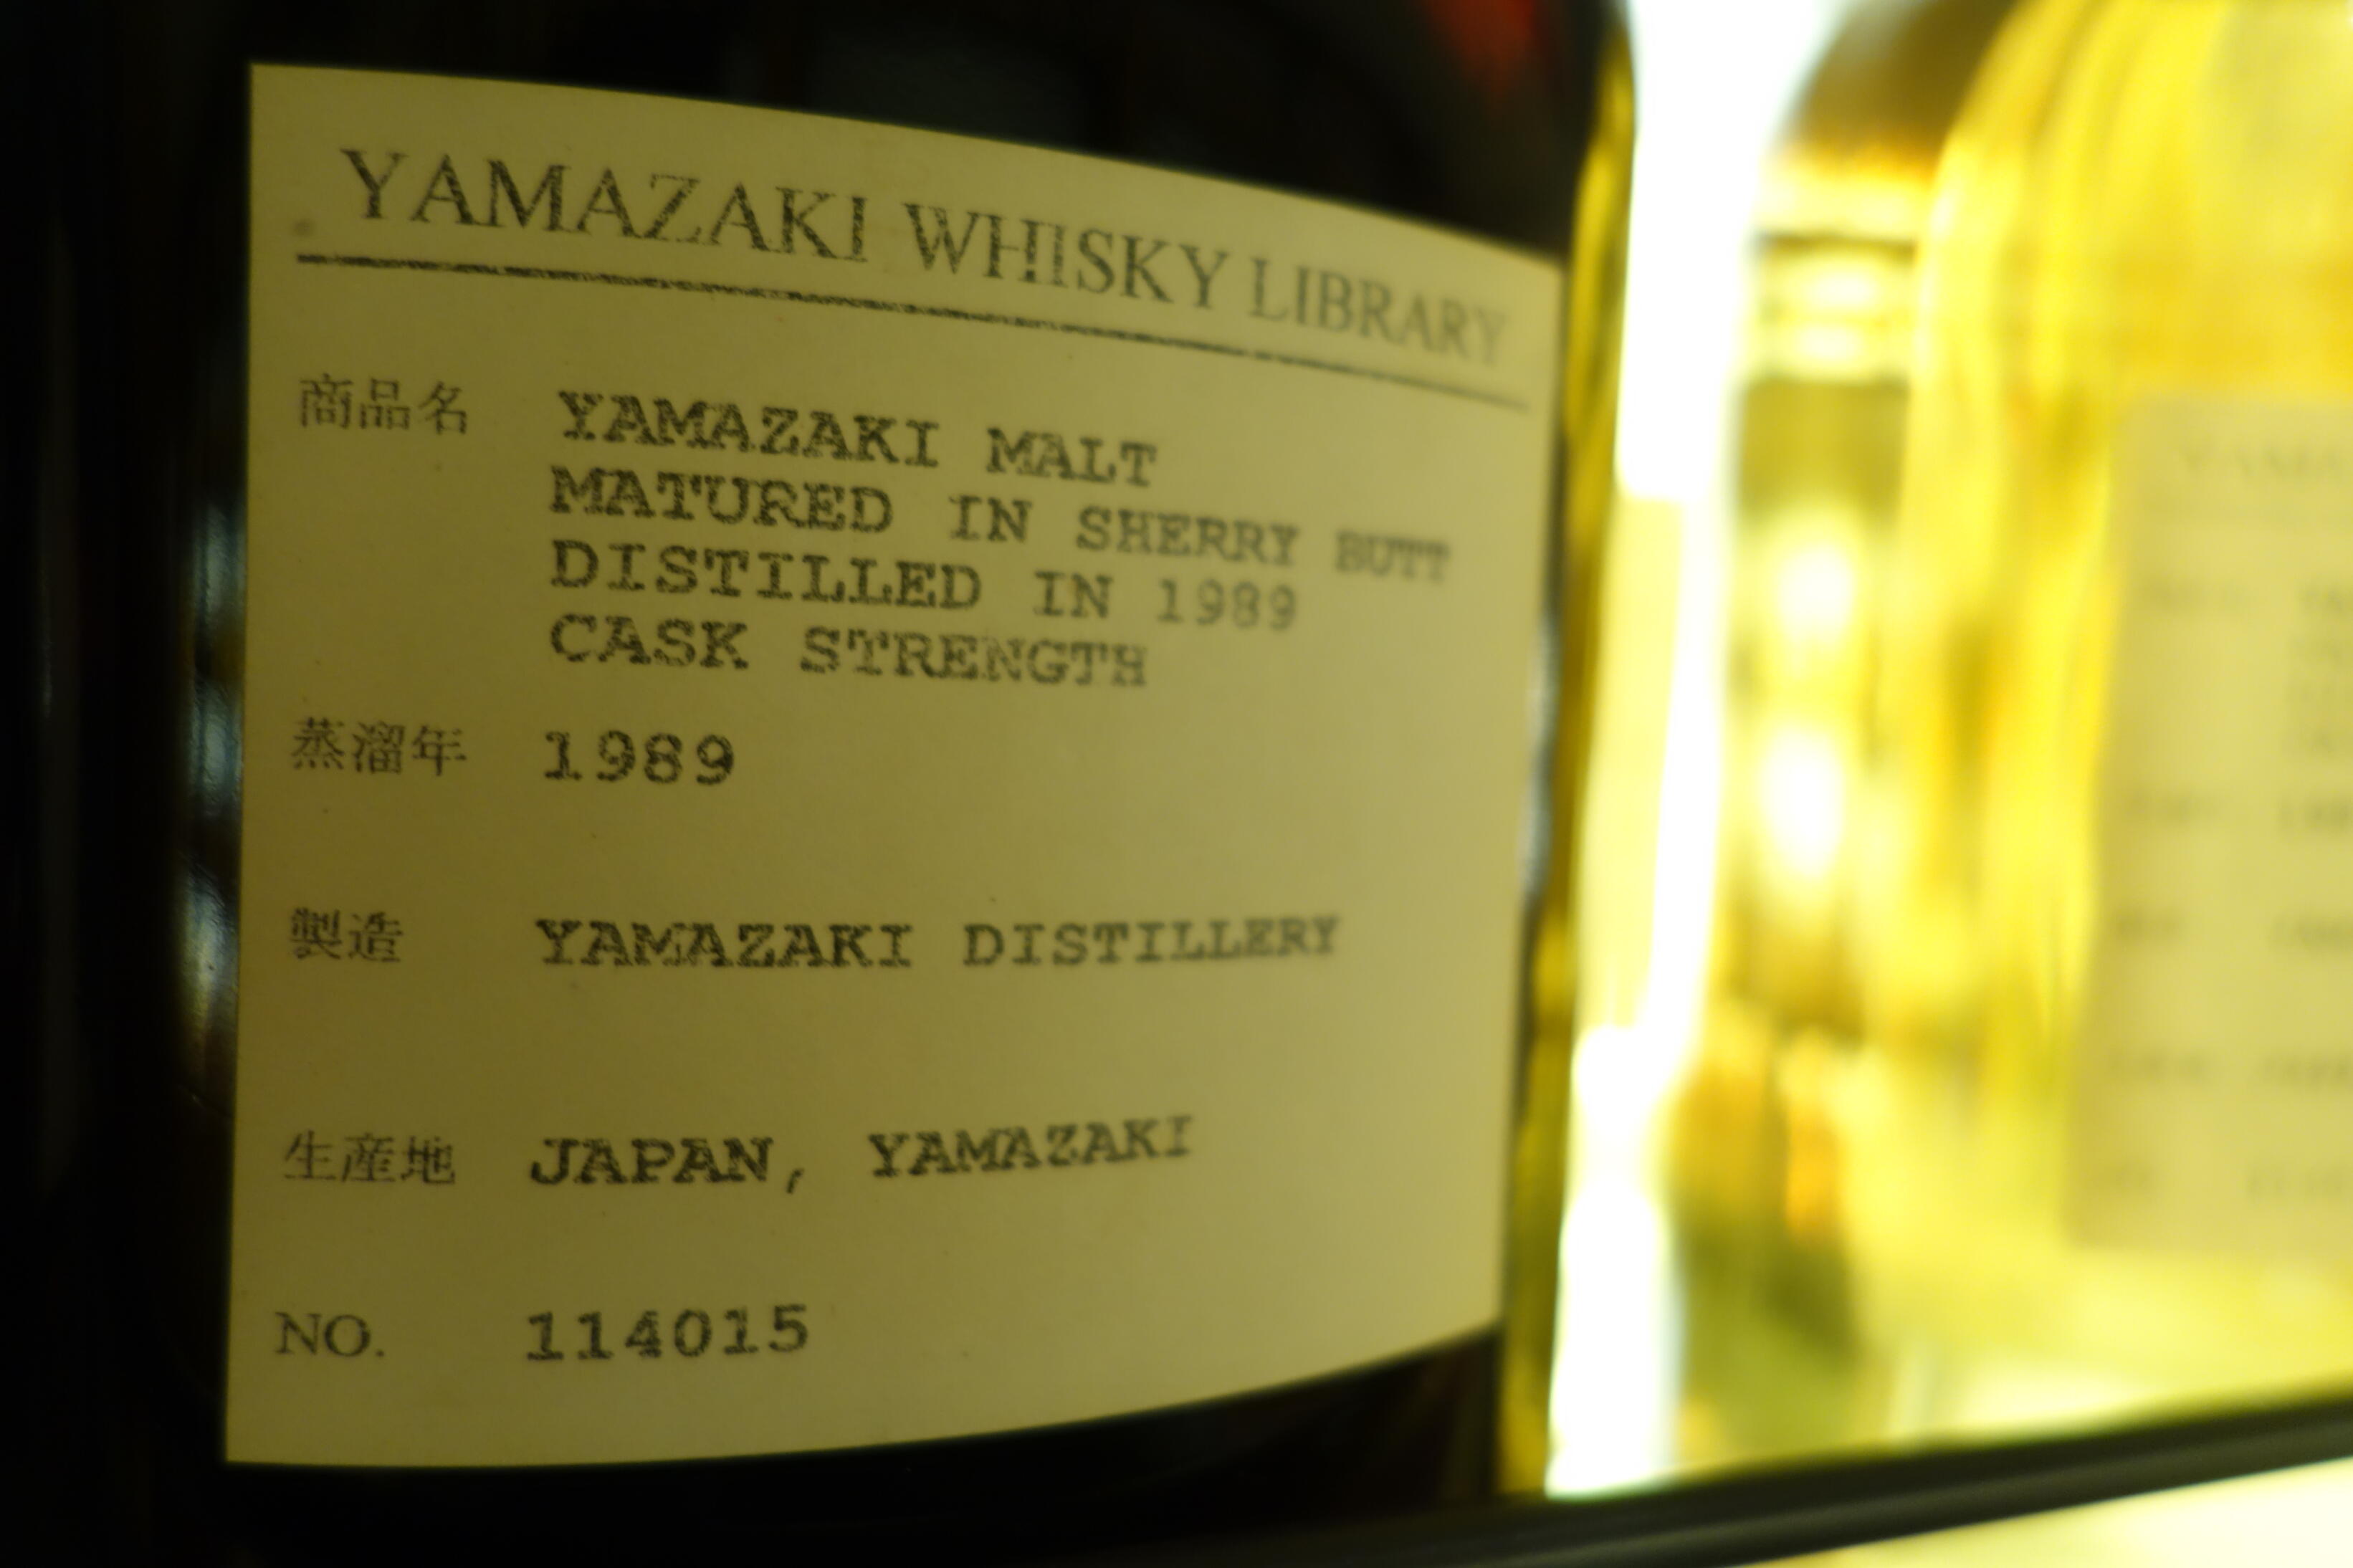 YAMAZAKI WHISKY LIBRARY
商品名 YAMAZAKI MALT
MATURED IN SHERRY BUTT
DISTILLED IN 1989
CASK STRENGTH
蒸溜年 1989
製造 YAMAZAKI DISTILLERY
生産地 JAPAN, YAMAZAKI
NO. 114015